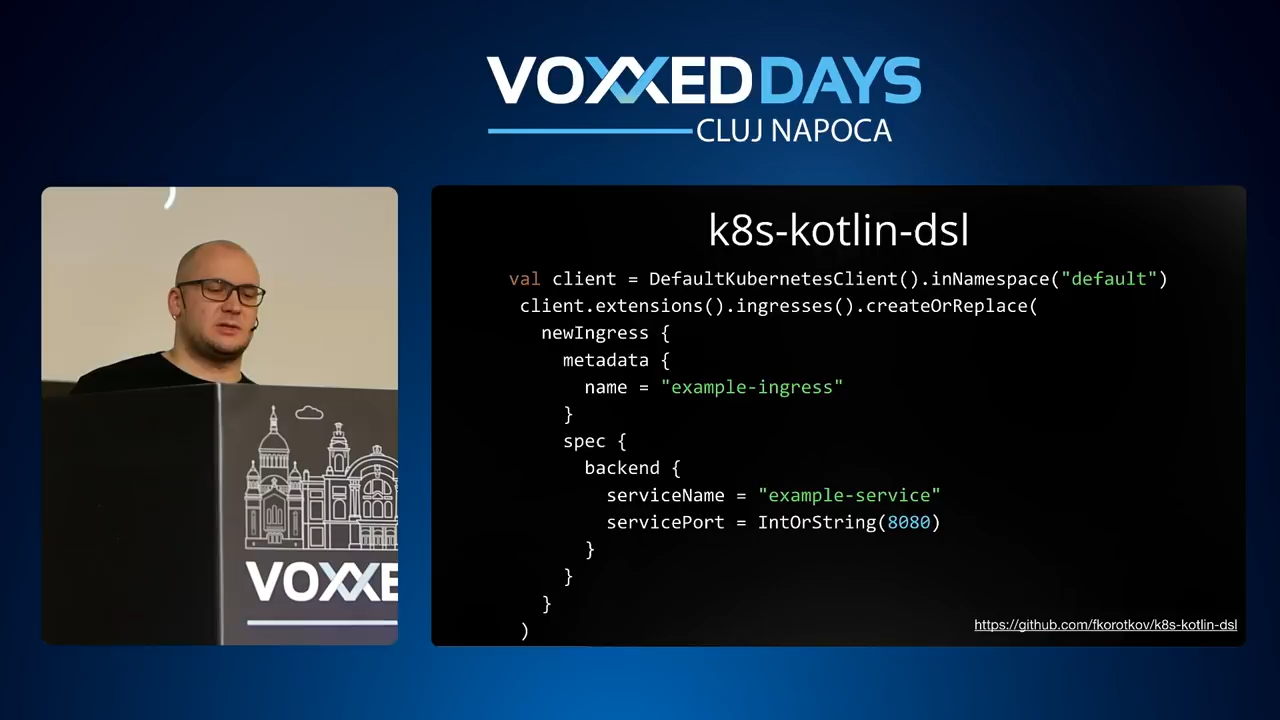 VOXXED DAYS
CLUJ NAPOCA
k8s-kotlin-dsl
val client = DefaultKubernetesClient().inNamespace("default")
client.extensions().ingresses().createOrReplace(
newIngress {
metadata {
name = "example-ingress"
}
spec {
backend {
serviceName = "example-service"
servicePort = IntOrString(8080)
}
}
}
)
https://github.com/fkorotkov/k8s-kotlin-dsl
VOXXE